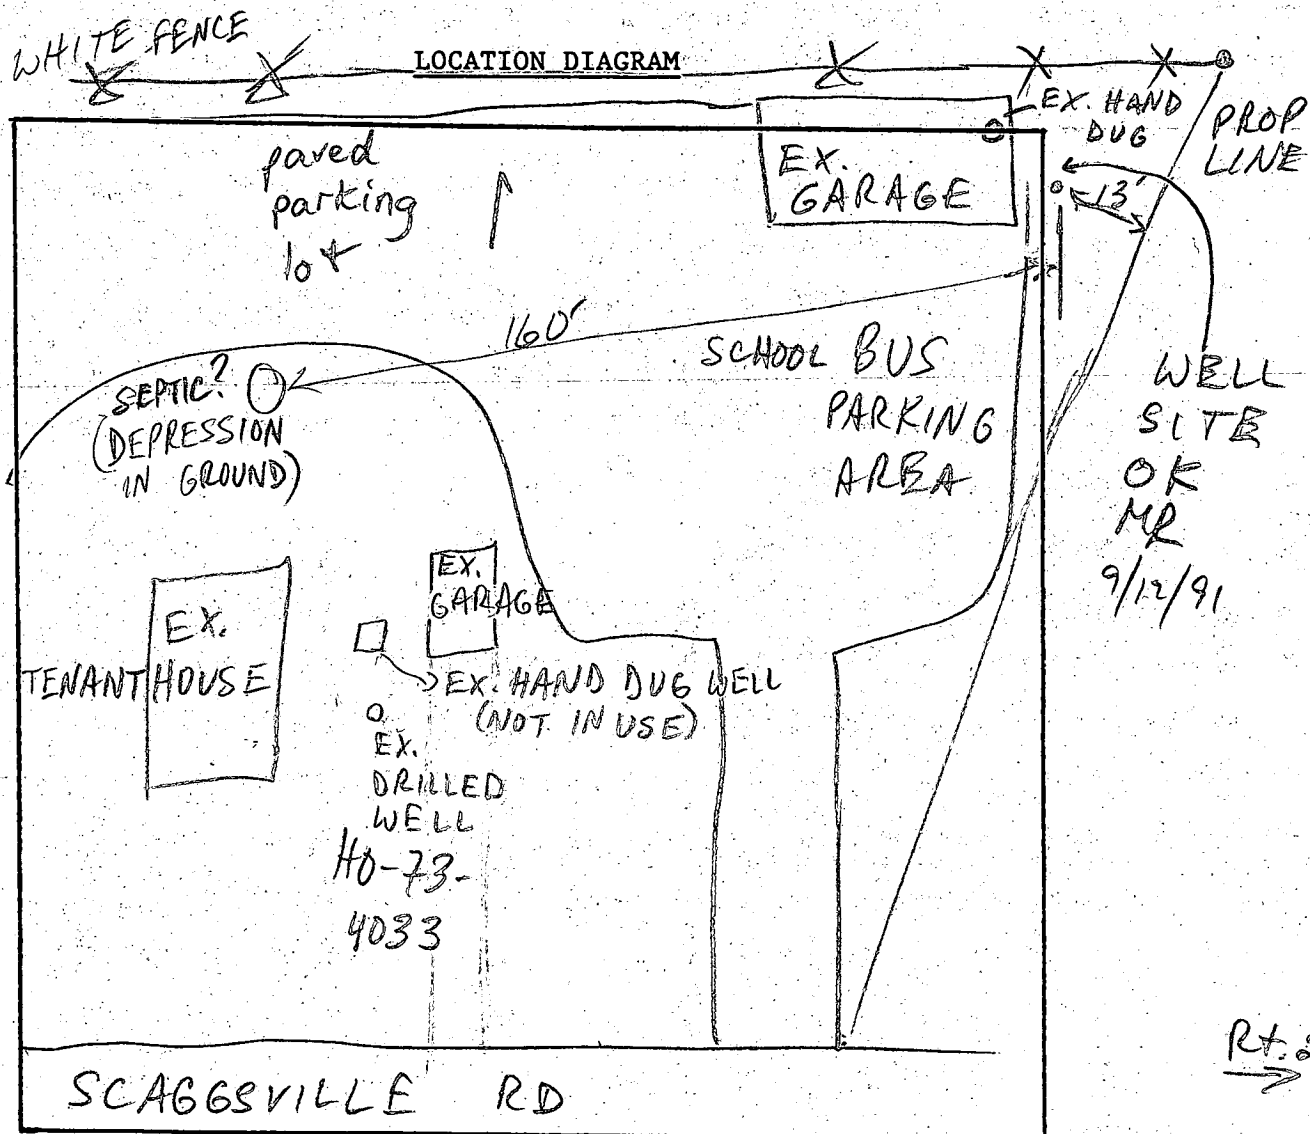 WHITE FENCE
LOCATION DIAGRAM
EX. HAND
DUG
PROP
LINE
paved
parking
lot
EX.
GARAGE
13'
160'
SCHOOL BUS
PARKING
AREA
WELL
SITE
OK
MR
9/12/91
SEPTIC?
(DEPRESSION
IN GROUND)
EX.
GARAGE
EX.
TENANT HOUSE
EX. HAND DUG WELL
(NOT IN USE)
EX.
DRILLED
WELL
HO-73-
4033
Rt.
SCAGGSVILLE RD